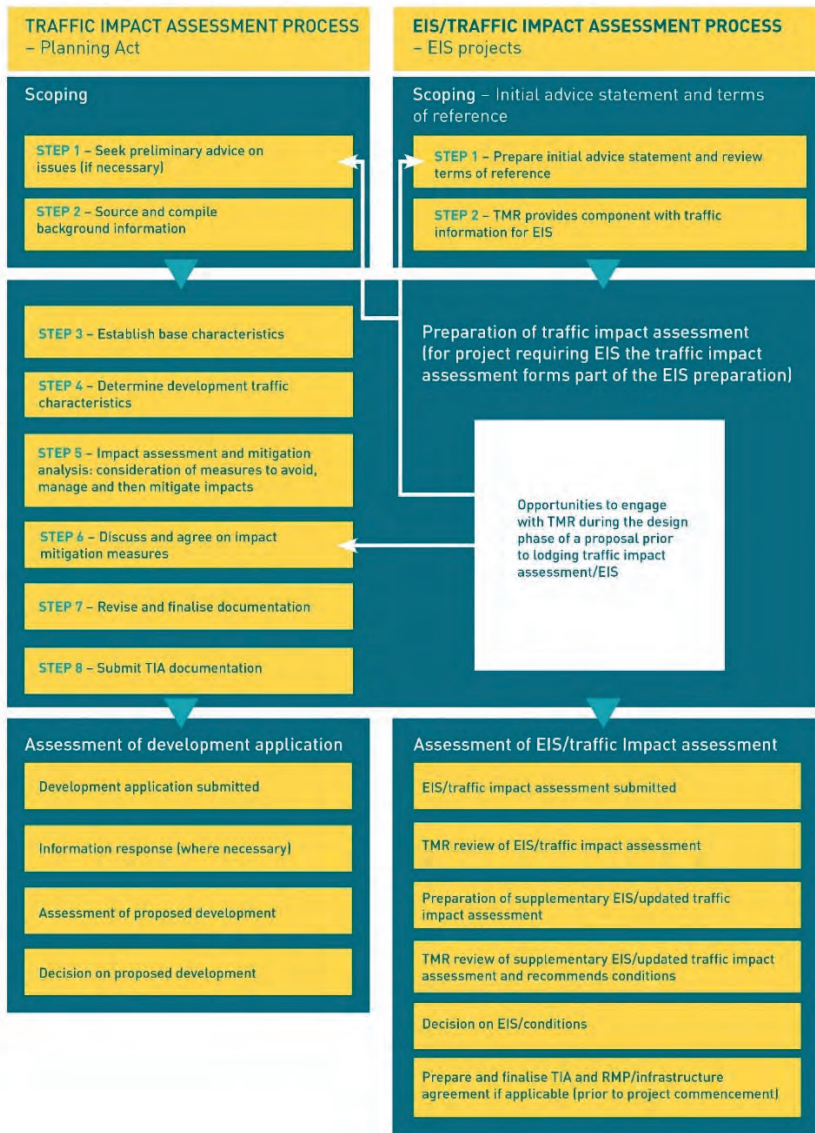 TRAFFIC IMPACT ASSESSMENT PROCESS
– Planning Act
Scoping
STEP 1 – Seek preliminary advice on
issues (if necessary)
STEP 2 – Source and compile
background information
EIS/TRAFFIC IMPACT ASSESSMENT PROCESS
– EIS projects
Scoping – Initial advice statement and terms
of reference
STEP 1 – Prepare initial advice statement and review
terms of reference
STEP 2 – TMR provides component with traffic
information for EIS
STEP 3 – Establish base characteristics
STEP 4 – Determine development traffic
characteristics
STEP 5 – Impact assessment and mitigation
analysis: consideration of measures to avoid,
manage and then mitigate impacts
STEP 6 – Discuss and agree on impact
mitigation measures
STEP 7 – Revise and finalise documentation
STEP 8 – Submit TIA documentation
Preparation of traffic impact assessment
(for project requiring EIS the traffic impact
assessment forms part of the EIS preparation)
Opportunities to engage
with TMR during the design
phase of a proposal prior
to lodging traffic impact
assessment/EIS
Assessment of development application
Development application submitted
Information response (where necessary)
Assessment of proposed development
Decision on proposed development
Assessment of EIS/traffic Impact assessment
EIS/traffic impact assessment submitted
TMR review of EIS/traffic impact assessment
Preparation of supplementary EIS/updated traffic
impact assessment
TMR review of supplementary EIS/updated traffic impact
assessment and recommends conditions
Decision on EIS/conditions
Prepare and finalise TIA and RMP/infrastructure
agreement if applicable (prior to project commencement)